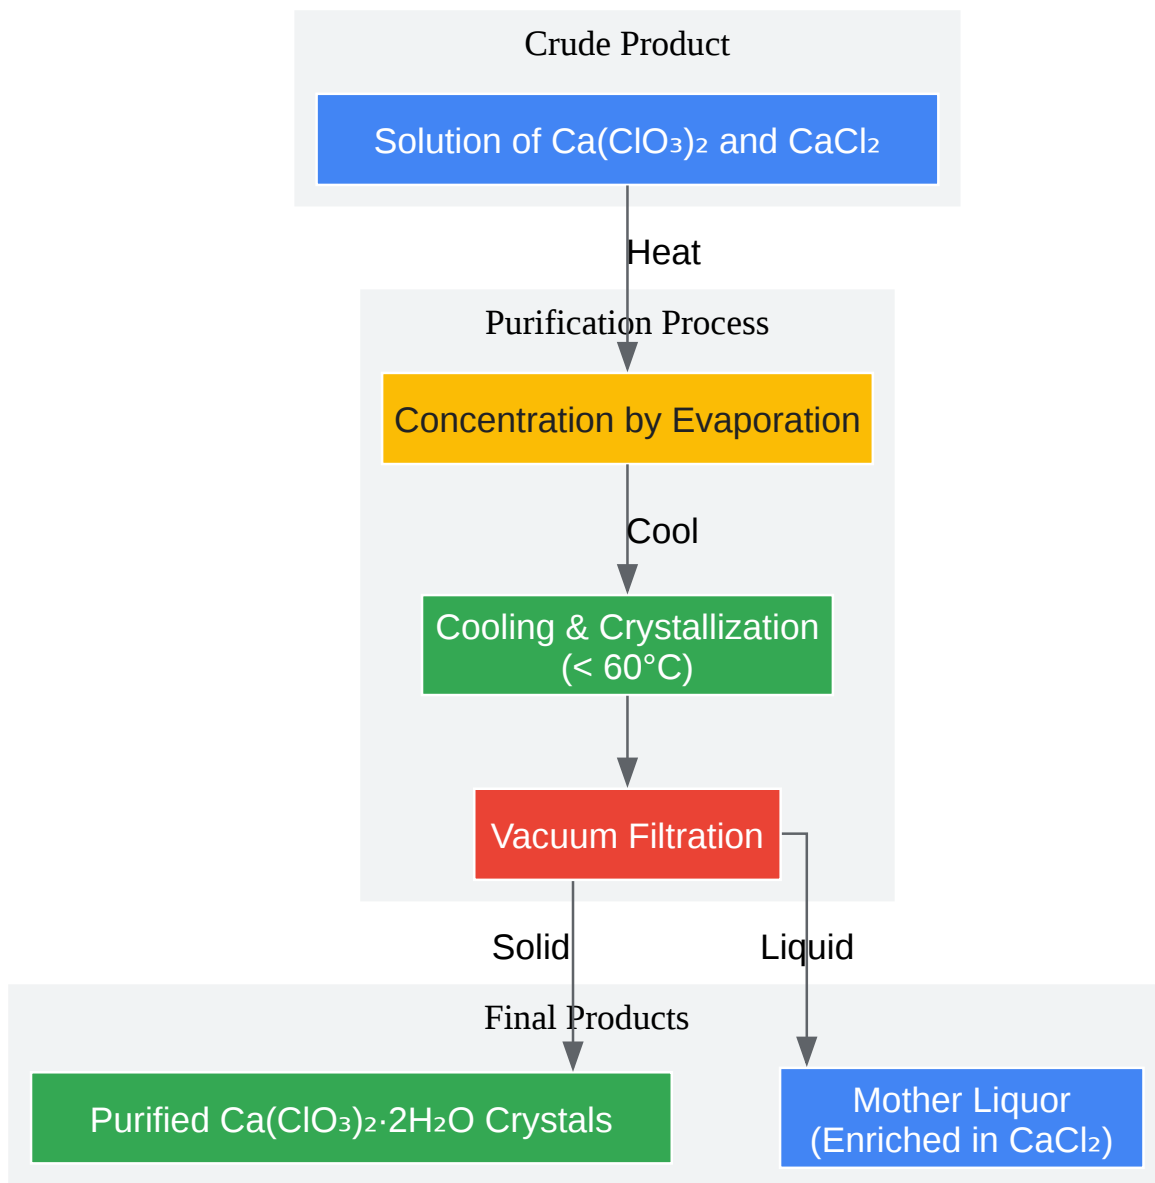 Crude Product
Solution of Ca(ClO₃)₂ and CaCl₂
Heat
Purification Process
Concentration by Evaporation
Cool
Cooling & Crystallization
(< 60°C)
Vacuum Filtration
Solid
Liquid
Final Products
Purified Ca(ClO₃)₂·2H₂O Crystals
Mother Liquor
(Enriched in CaCl₂)